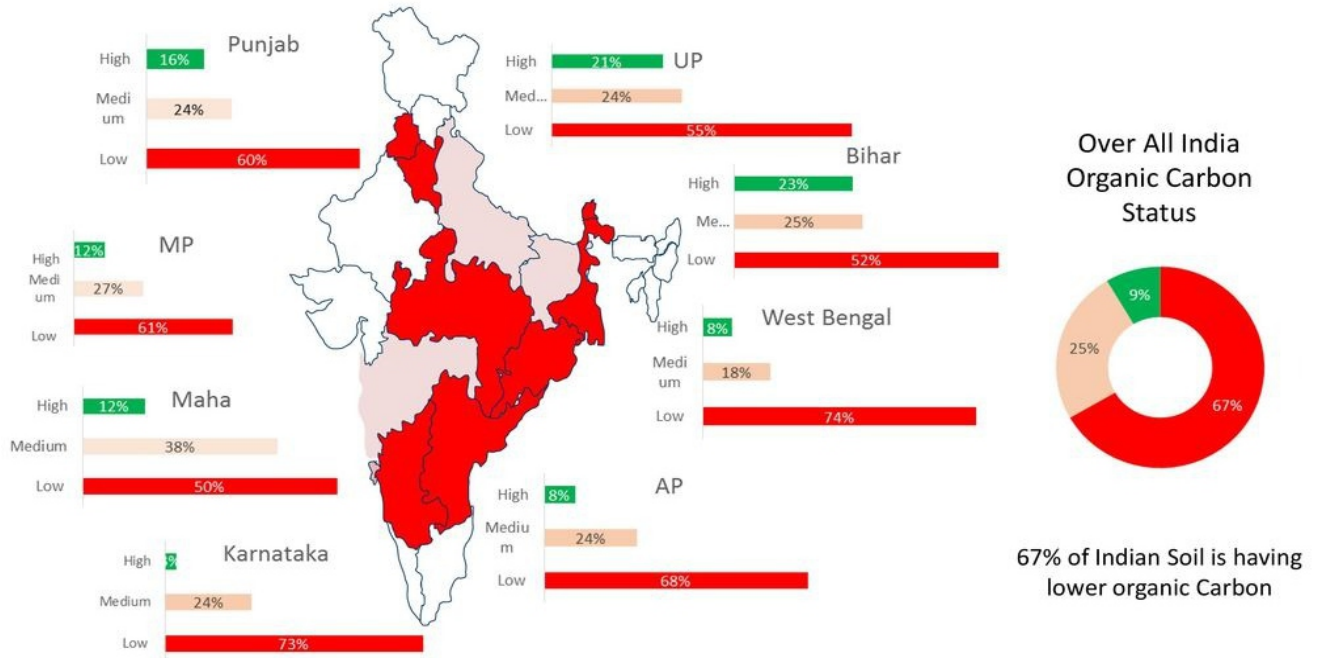 Punjab
High
16%
Medi
um
24%
Low
60%
UP
High
21%
Med...
24%
Low
55%
Bihar
High
23%
Me...
25%
Low
52%
MP
High
12%
Medi
um
27%
Low
61%
West Bengal
High
8%
Medi
um
18%
Low
74%
Maha
High
12%
Medium
38%
Low
50%
AP
High
8%
Mediu
m
24%
Low
68%
Karnataka
High
Medium
24%
Low
73%
Over All India
Organic Carbon
Status
9%
25%
67%
67% of Indian Soil is having
lower organic Carbon